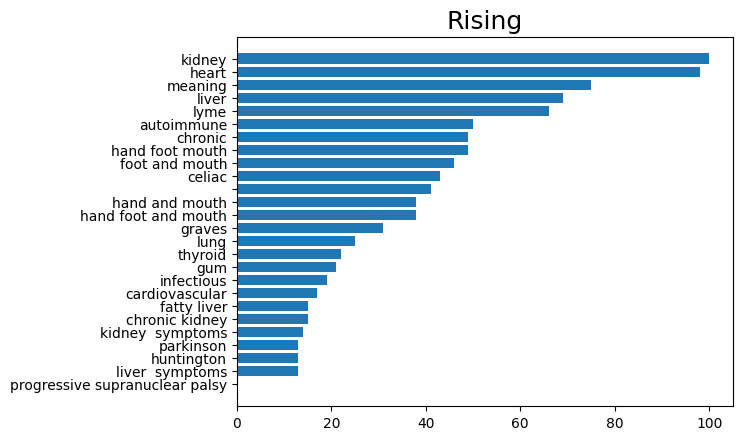 Rising
kidney
heart
meaning
liver
lyme
autoimmune
chronic
hand foot mouth
foot and mouth
celiac
hand and mouth
hand foot and mouth
graves
lung
thyroid
gum
infectious
cardiovascular
fatty liver
chronic kidney
kidney  symptoms
parkinson
huntington
liver  symptoms
progressive supranuclear palsy
0 20 40 60 80 100